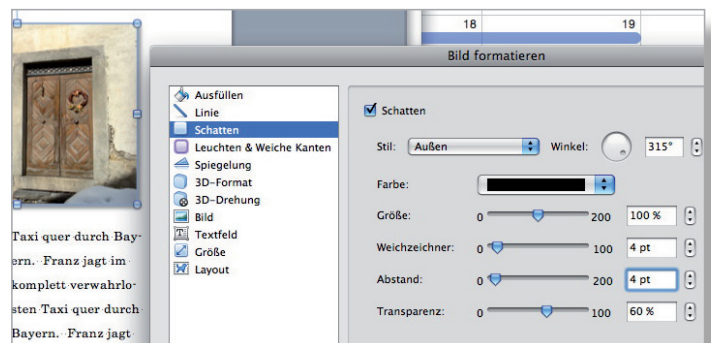 18 19
Bild formatieren
Ausfüllen
Linie
Schatten
Leuchten & Weiche Kanten
Spiegelung
3D-Format
3D-Drehung
Bild
Textfeld
Größe
Layout
Schatten
Stil: Außen Winkel: 315°
Farbe:
Größe: 0 200 100 %
Weichzeichner: 0 100 4 pt
Abstand: 0 200 4 pt
Transparenz: 0 100 60 %
Taxi quer durch Bay-
ern. Franz jagt im
komplett verwahrlo-
sten Taxi quer durch
Bayern. Franz jagt